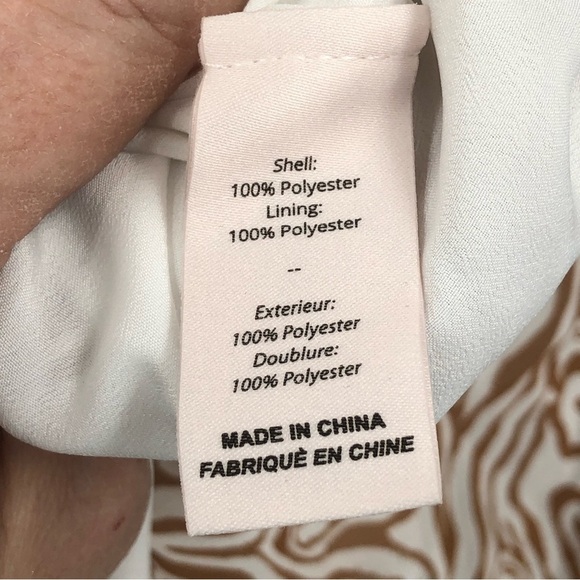 Shell:
100% Polyester
Lining:
100% Polyester
--
Exterieur:
100% Polyester
Doublure:
100% Polyester
MADE IN CHINA
FABRIQUÈ EN CHINE